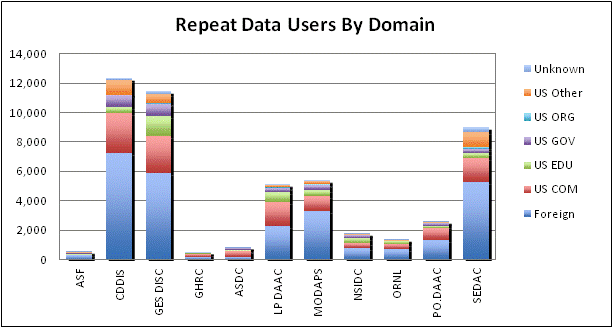 Repeat Data Users By Domain
14,000
12,000
10,000
8,000
6,000
4,000
2,000
0
ASF
CDDIS
GES DISC
GHRC
ASDC
LP DAAC
MODAPS
NSIDC
ORNL
PO.DAAC
SEDAC
Unknown
US Other
US ORG
US GOV
US EDU
US COM
Foreign